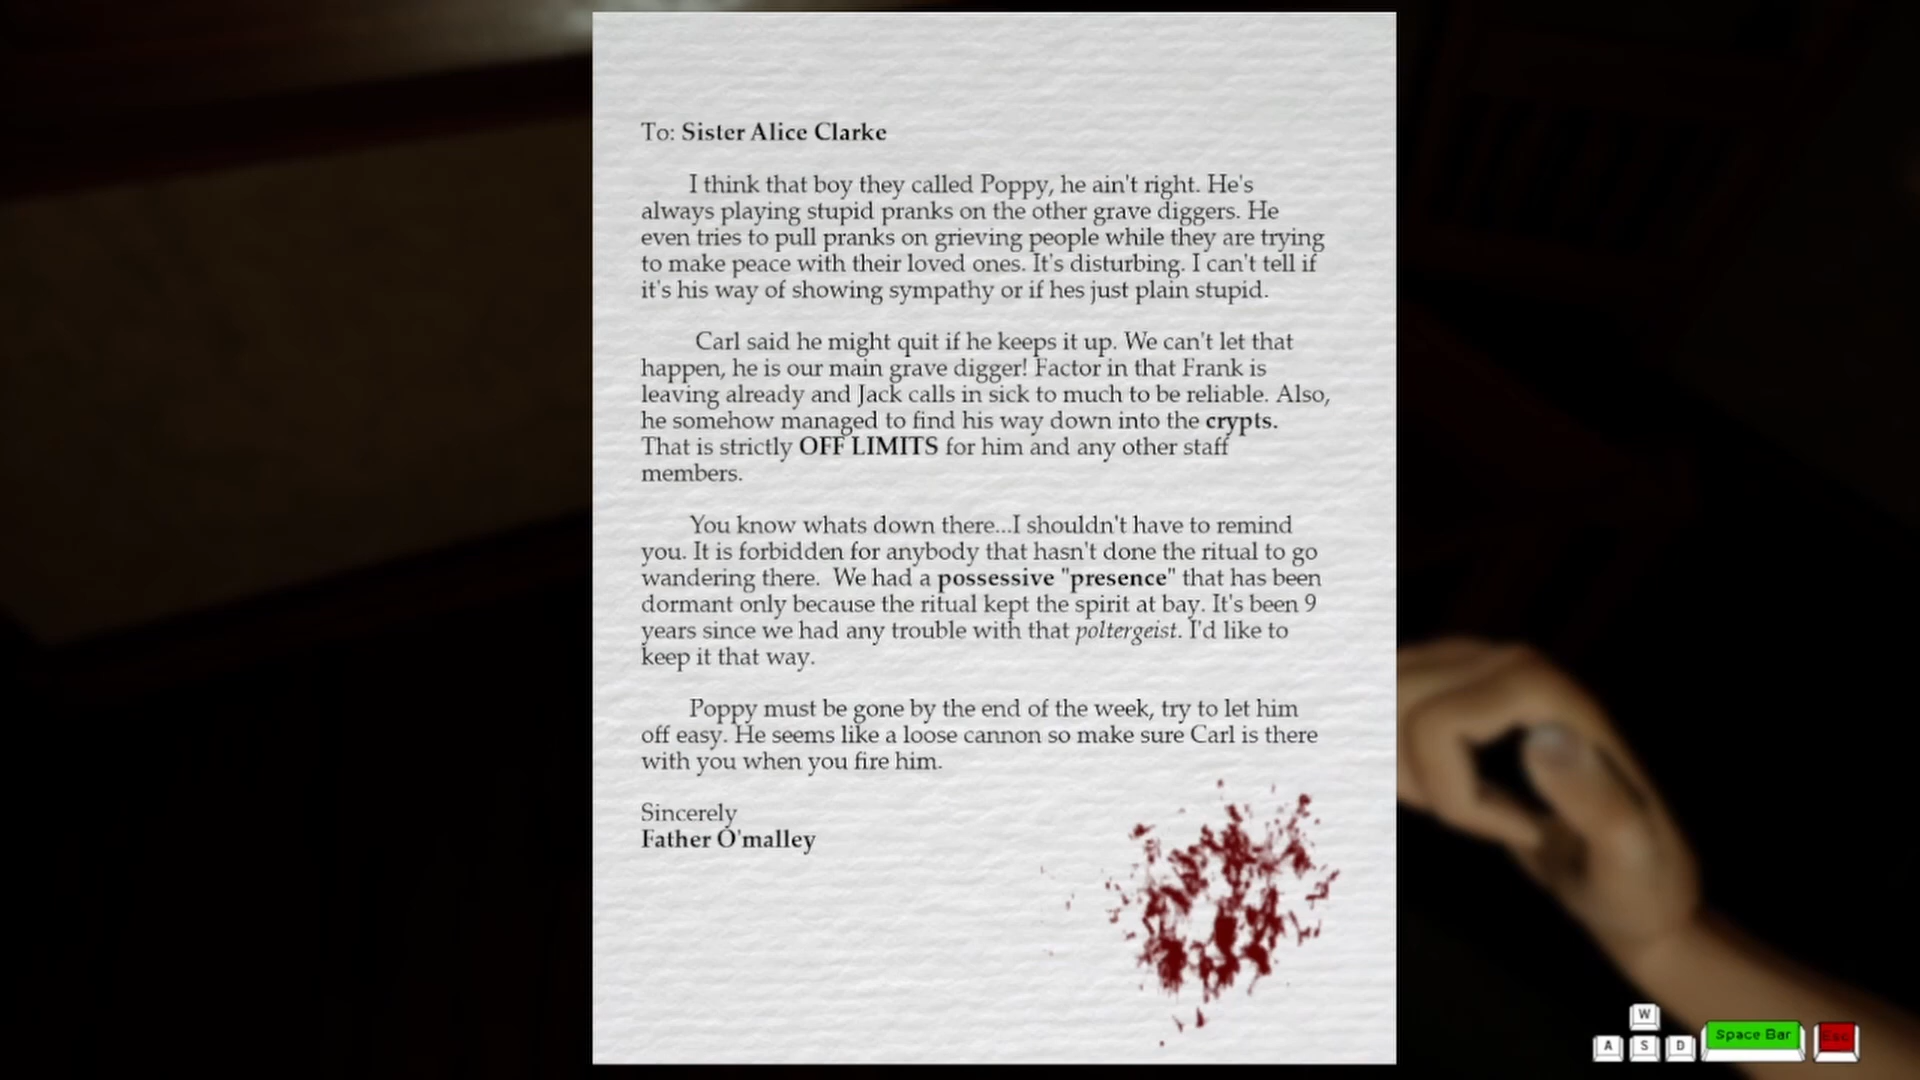 To: Sister Alice Clarke
I think that boy they called Poppy, he ain't right. He's
always playing stupid pranks on the other grave diggers. He
even tries to pull pranks on grieving people while they are trying
to make peace with their loved ones. It's disturbing. I can't tell if
it's his way of showing sympathy or if hes just plain stupid.
Carl said he might quit if he keeps it up. We can't let that
happen, he is our main grave digger! Factor in that Frank is
leaving already and Jack calls in sick to much to be reliable. Also,
he somehow managed to find his way down into the crypts.
That is strictly OFF LIMITS for him and any other staff
members.
You know whats down there...I shouldn't have to remind
you. It is forbidden for anybody that hasn't done the ritual to go
wandering there.  We had a possessive "presence" that has been
dormant only because the ritual kept the spirit at bay. It's been 9
years since we had any trouble with that poltergeist. I'd like to
keep it that way.
Poppy must be gone by the end of the week, try to let him
off easy. He seems like a loose cannon so make sure Carl is there
with you when you fire him.
Sincerely
Father O'malley
W
A S D Space Bar Esc